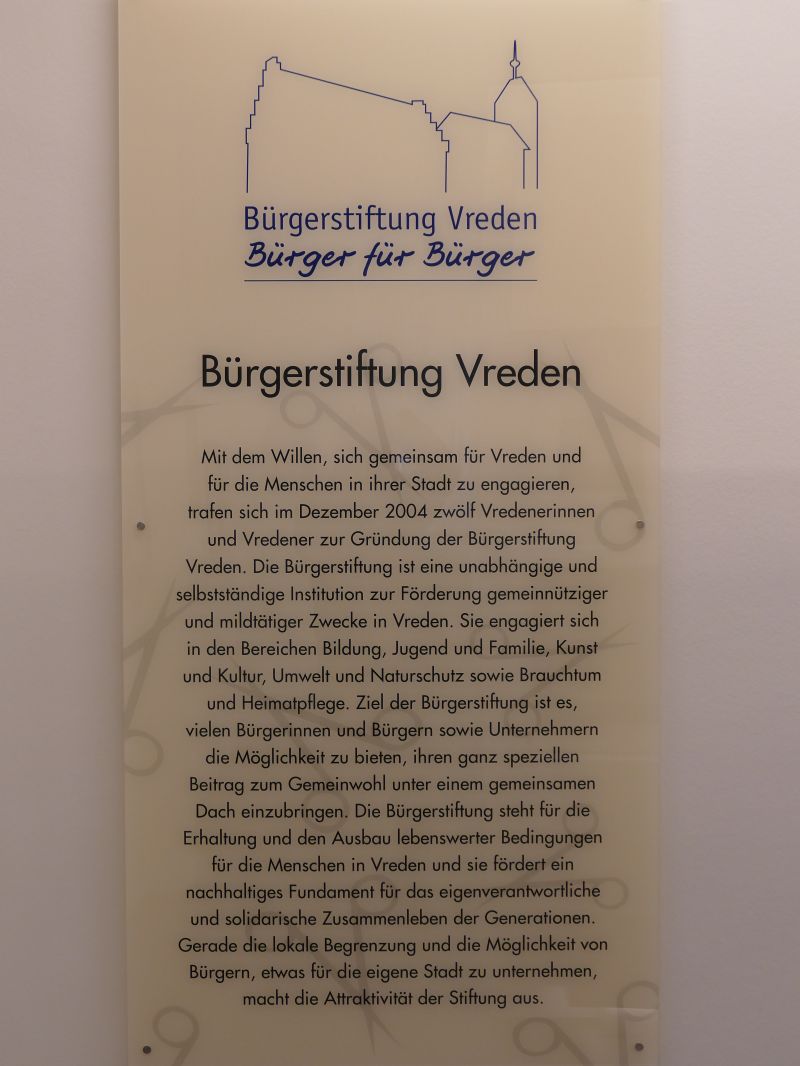 Bürgerstiftung Vreden
Bürger für Bürger
Bürgerstiftung Vreden
Mit dem Willen, sich gemeinsam für Vreden und
für die Menschen in ihrer Stadt zu engagieren,
trafen sich im Dezember 2004 zwölf Vredenerinnen
und Vredener zur Gründung der Bürgerstiftung
Vreden. Die Bürgerstiftung ist eine unabhängige und
selbstständige Institution zur Förderung gemeinnütziger
und mildtätiger Zwecke in Vreden. Sie engagiert sich
in den Bereichen Bildung, Jugend und Familie, Kunst
und Kultur, Umwelt und Naturschutz sowie Brauchtum
und Heimatpflege. Ziel der Bürgerstiftung ist es,
vielen Bürgerinnen und Bürgern sowie Unternehmern
die Möglichkeit zu bieten, ihren ganz speziellen
Beitrag zum Gemeinwohl unter einem gemeinsamen
Dach einzubringen. Die Bürgerstiftung steht für die
Erhaltung und den Ausbau lebenswerter Bedingungen
für die Menschen in Vreden und sie fördert ein
nachhaltiges Fundament für das eigenverantwortliche
und solidarische Zusammenleben der Generationen.
Gerade die lokale Begrenzung und die Möglichkeit von
Bürgern, etwas für die eigene Stadt zu unternehmen,
macht die Attraktivität der Stiftung aus.